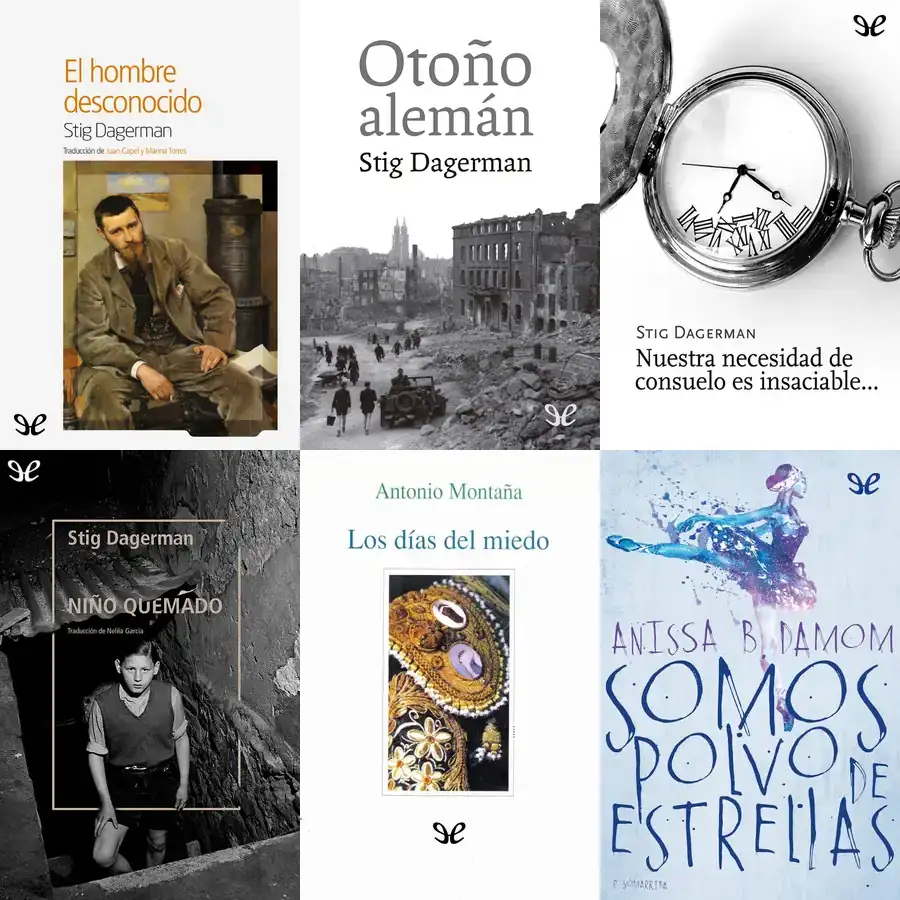 El hombre
desconocido
Stig Dagerman
Traducción de Juan Capel y Marina Torres
Otoño
alemán
Stig Dagerman
STIG DAGERMAN
Nuestra necesidad de
consuelo es insaciable...
Stig Dagerman
NIÑO QUEMADO
Traducción de Neliña García
Antonio Montaña
Los días del miedo
ANISSA B. DAMOM
SOMOS
POLVO DE
ESTRELLAS